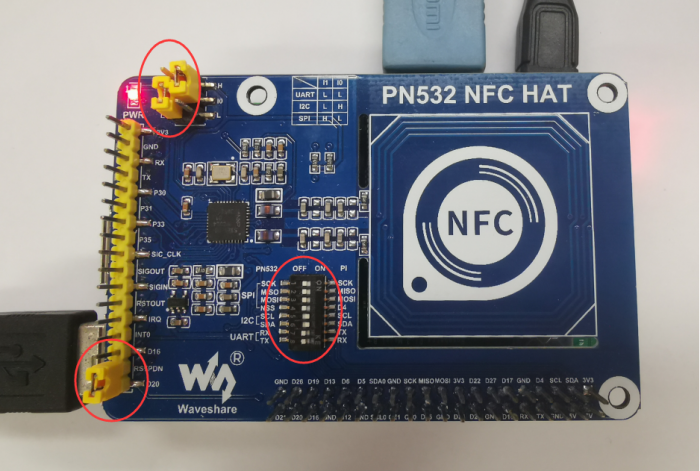 I1 I0
UART L L
I2C L H
SPI H L
H
I0
L
PN532 NFC HAT
PWR
3V3
GND
RX
TX
P30
P31
P33
P35
SIC_CLK
SIGOUT
SIGIN
RSTOUT
IRQ
INT0
D16
RSTPDN
D20
NFC
PN532 OFF ON PI
SCK SCK
MISO MISO
MOSI MOSI
NSS D4
SCL SCL
SDA SDA
RX TX
TX RX
SPI
I2C
UART
®
Waveshare
GND D26 D19 D13 D6 D5 SDA0 GND SCK MISO MOSI 3V3 D22 D27 D17 GND D4 SCL SDA 3V3